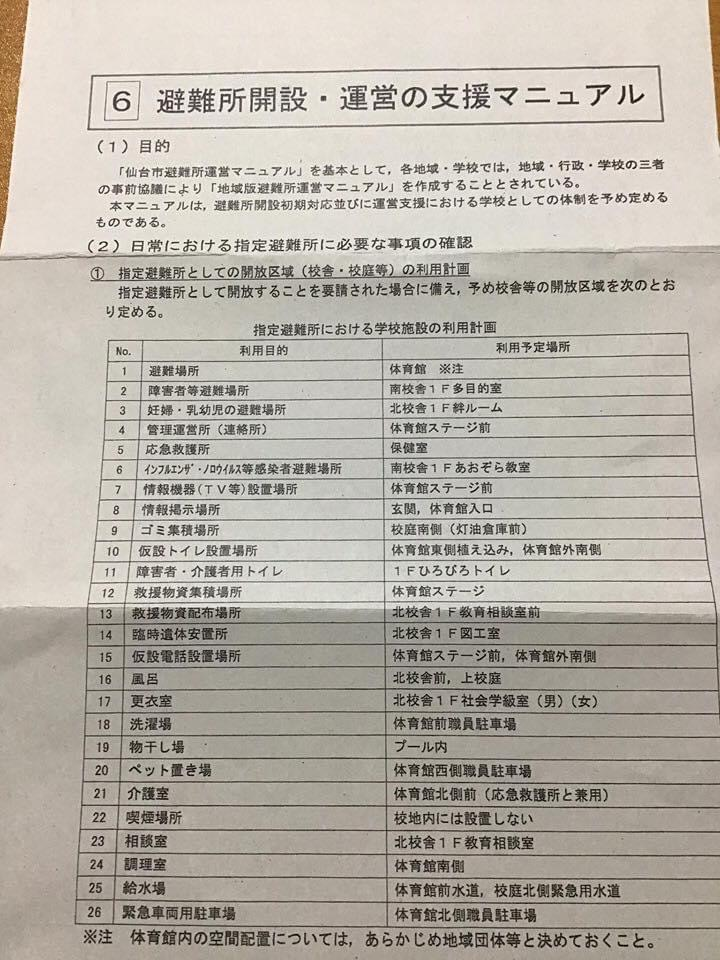 6 避難所開設・運営の支援マニュアル
(1)目的
「仙台市避難所運営マニュアル」を基本として，各地域・学校では，地域・行政・学校の三者
の事前協議により「地域版避難所運営マニュアル」を作成することとされている。
本マニュアルは，避難所開設初期対応並びに運営支援における学校としての体制を予め定める
ものである。
(2)日常における指定避難所に必要な事項の確認
① 指定避難所としての開放区域（校舎・校庭等）の利用計画
指定避難所として開放することを要請された場合に備え，予め校舎等の開放区域を次のとお
り定める。
指定避難所における学校施設の利用計画
No. 利用目的 利用予定場所
1 避難場所 体育館 ※注
2 障害者等避難場所 南校舎１Ｆ多目的室
3 妊婦・乳幼児の避難場所 北校舎１Ｆ絆ルーム
4 管理運営所（連絡所） 体育館ステージ前
5 応急救護所 保健室
6 ｲﾝﾌﾙｴﾝｻﾞ・ﾉﾛｳｲﾙｽ等感染者避難場所 南校舎１Ｆあおぞら教室
7 情報機器（ＴＶ等）設置場所 体育館ステージ前
8 情報掲示場所 玄関，体育館入口
9 ゴミ集積場所 校庭南側（灯油倉庫前）
10 仮設トイレ設置場所 体育館東側植え込み，体育館外南側
11 障害者・介護者用トイレ １Ｆひろびろトイレ
12 救援物資集積場所 体育館ステージ
13 救援物資配布場所 北校舎１Ｆ教育相談室前
14 臨時遺体安置所 北校舎１Ｆ図工室
15 仮設電話設置場所 体育館ステージ前，体育館外南側
16 風呂 北校舎前，上校庭
17 更衣室 北校舎１Ｆ社会学級室（男）（女）
18 洗濯場 体育館前職員駐車場
19 物干し場 プール内
20 ペット置き場 体育館西側職員駐車場
21 介護室 体育館北側前（応急救護所と兼用）
22 喫煙場所 校地内には設置しない
23 相談室 北校舎１Ｆ教育相談室
24 調理室 体育館南側
25 給水場 体育館前水道，校庭北側緊急用水道
26 緊急車両用駐車場 体育館北側職員駐車場
※注 体育館内の空間配置については，あらかじめ地域団体等と決めておくこと。